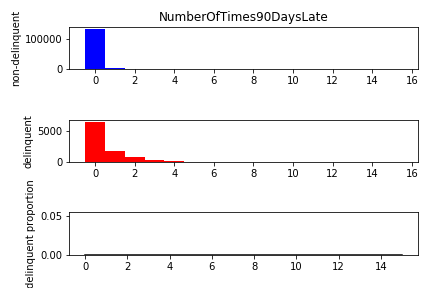 NumberOfTimes90DaysLate
non-delinquent
100000
0
0 2 4 6 8 10 12 14 16
delinquent
5000
0
0 2 4 6 8 10 12 14 16
delinquent proportion
0.05
0.00
0 2 4 6 8 10 12 14